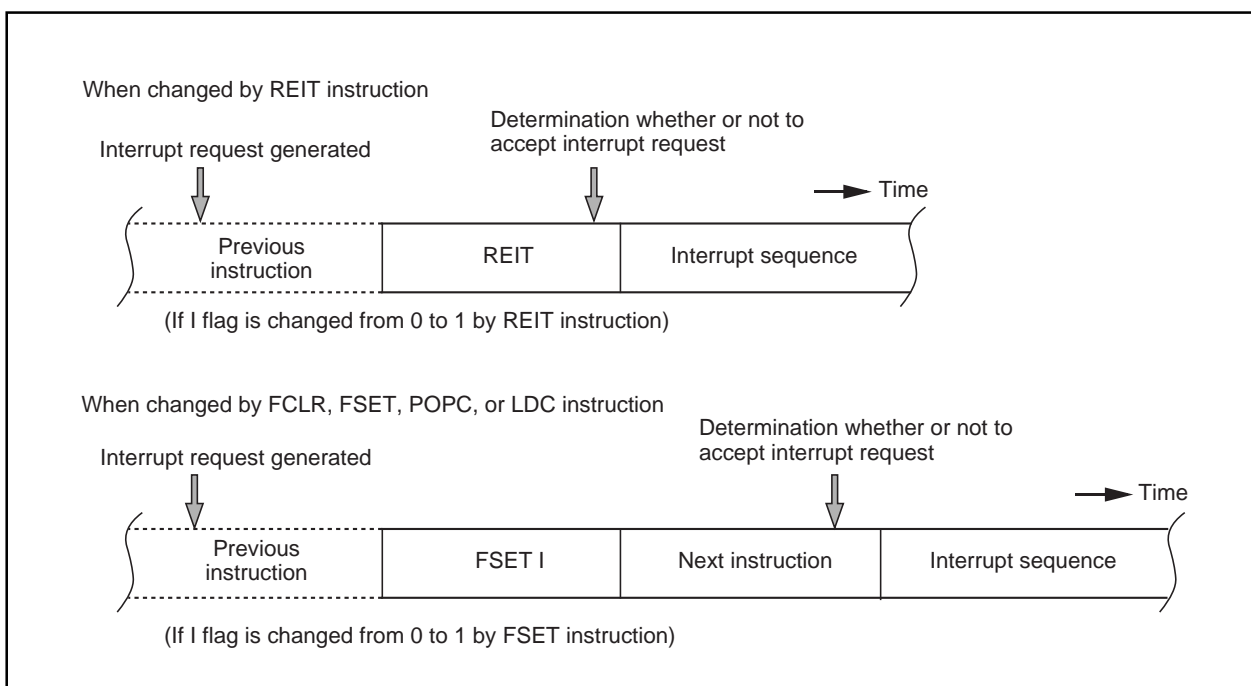 When changed by REIT instruction
Determination whether or not to
accept interrupt request
Interrupt request generated
Time
Previous
instruction
REIT
Interrupt sequence
(If I flag is changed from 0 to 1 by REIT instruction)
When changed by FCLR, FSET, POPC, or LDC instruction
Determination whether or not to
accept interrupt request
Interrupt request generated
Time
Previous
instruction
FSET I
Next instruction
Interrupt sequence
(If I flag is changed from 0 to 1 by FSET instruction)